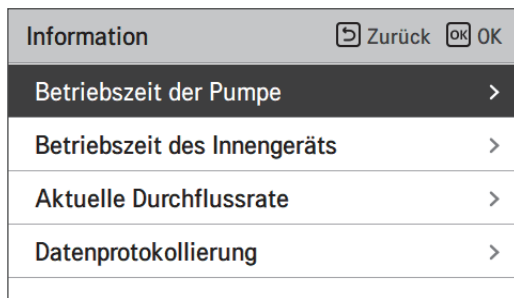 Information Zurück OK OK
Betriebszeit der Pumpe
Betriebszeit des Innengeräts
Aktuelle Durchflussrate
Datenprotokollierung